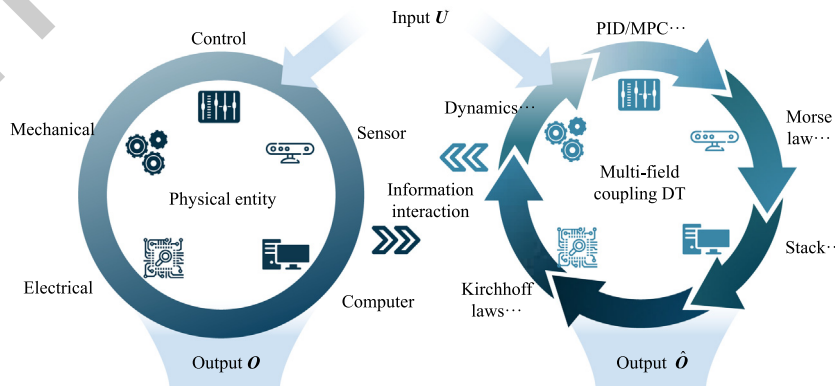 Input U
Control
PID/MPC···
Mechanical
Sensor
Dynamics···
Morse
law···
Physical entity
Information
interaction
Multi-field
coupling DT
Electrical
Computer
Kirchhoff
laws···
Stack··
Output O
Output Ô